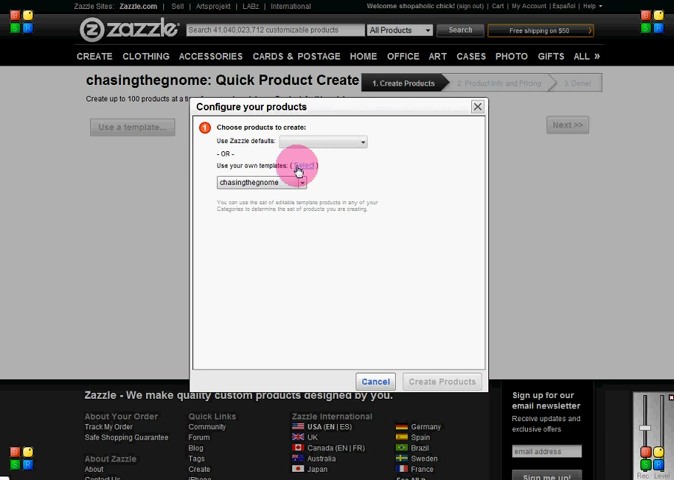 Zazzle Sites: Zazzle.com | Sell | Artsprojekt | LABz | International
Welcome shopaholic chick! (sign out) | Cart | My Account | Español | Help
zazzle
Search 41,040,023,712 customizable products
All Products
Search
Free shipping on $50
CREATE CLOTHING ACCESSORIES CARDS & POSTAGE HOME OFFICE ART CASES PHOTO GIFTS ALL »
chasingthegnome: Quick Product Create
1. Create Products
2. Product Info and Pricing
3. Done!
Create up to 100 products at a
Use a template...
Next >>
Configure your products
1 Choose products to create:
Use Zazzle defaults:
- OR -
Use your own templates: ( Select )
chasingthegnome
You can use the set of editable template products in any of your
Categories to determine the set of products you are creating.
Cancel
Create Products
Zazzle - We make quality custom products designed by you.
About Your Order
Track My Order
Safe Shopping Guarantee
About Zazzle
About
Contact Us
Quick Links
Community
Forum
Blog
Tags
Create
Zazzle International
USA (EN | ES)
UK
Canada (EN | FR)
Australia
Japan
Germany
Spain
Brazil
Sweden
France
Sign up for our
email newsletter
Receive updates and
exclusive offers
email address
Sign me up!
Rec. Level